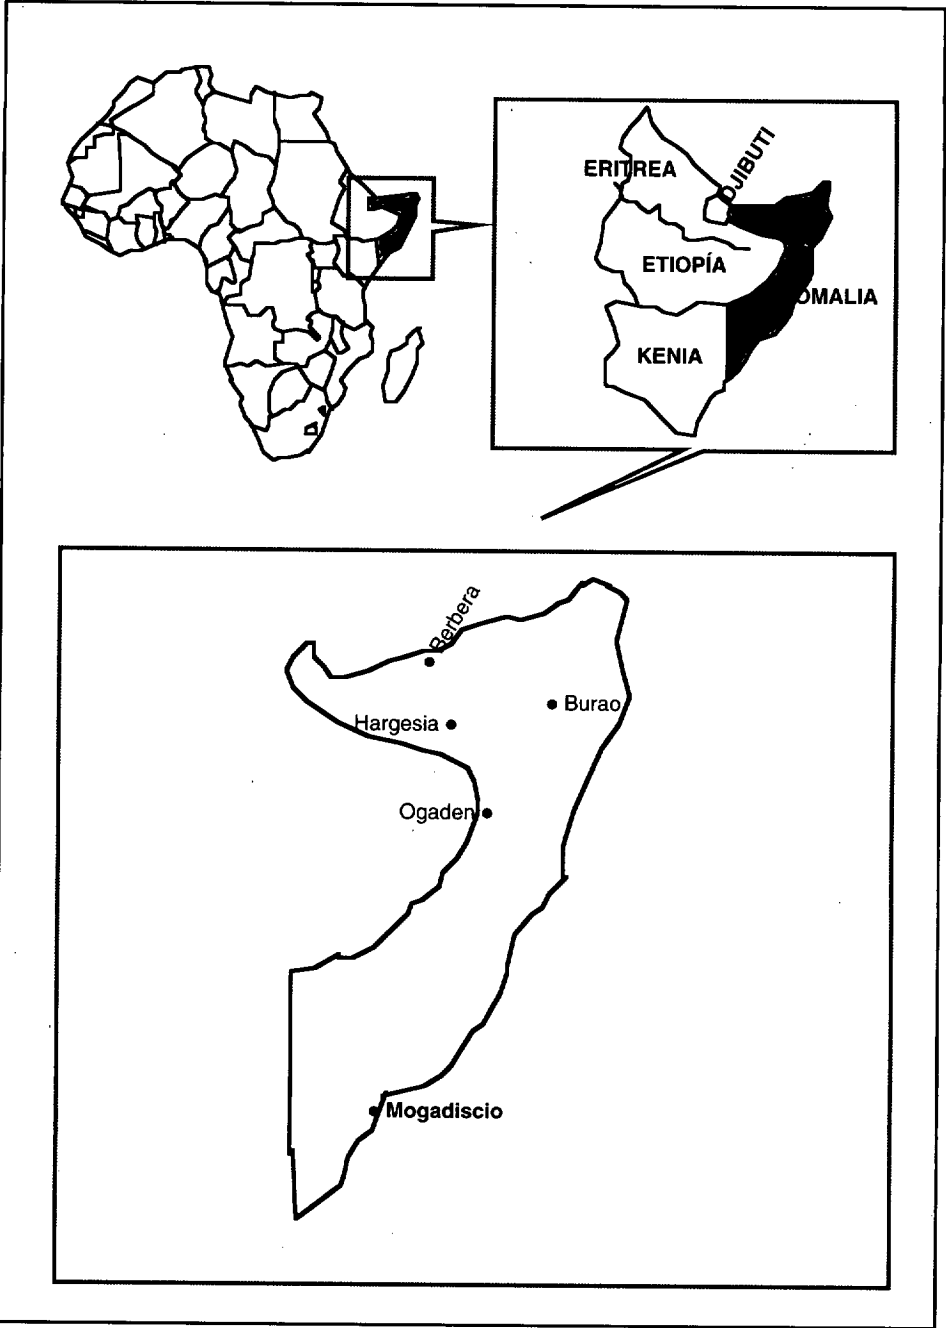 DJIBUTI
ERITREA
ETIOPÍA
OMALIA
KENIA
Berbera
Burao
Hargesia
Ogaden
Mogadiscio